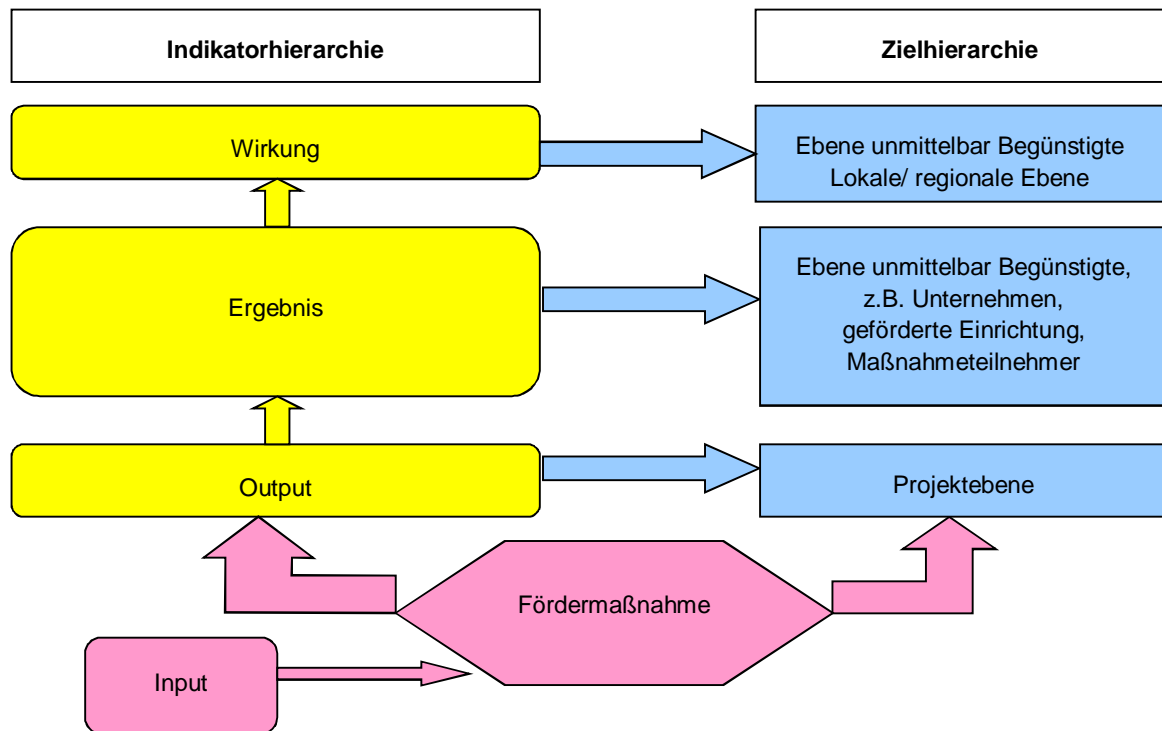 Indikatorhierarchie
Zielhierarchie
Wirkung
Ebene unmittelbar Begünstigte
Lokale/ regionale Ebene
Ergebnis
Ebene unmittelbar Begünstigte,
z.B. Unternehmen,
geförderte Einrichtung,
Maßnahmeteilnehmer
Output
Projektebene
Fördermaßnahme
Input